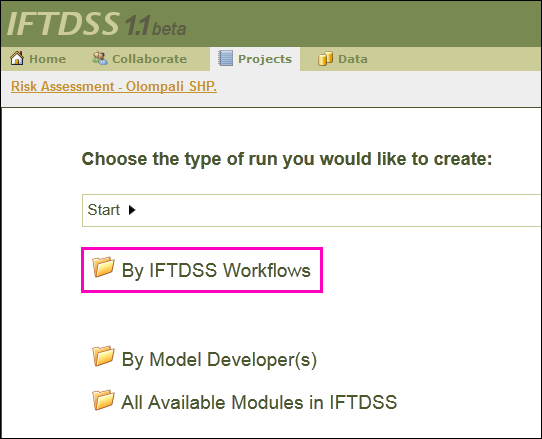 IFTDSS 1.1 beta
Home Collaborate Projects Data
Risk Assessment - Olompali SHP.
Choose the type of run you would like to create:
Start
By IFTDSS Workflows
By Model Developer(s)
All Available Modules in IFTDSS